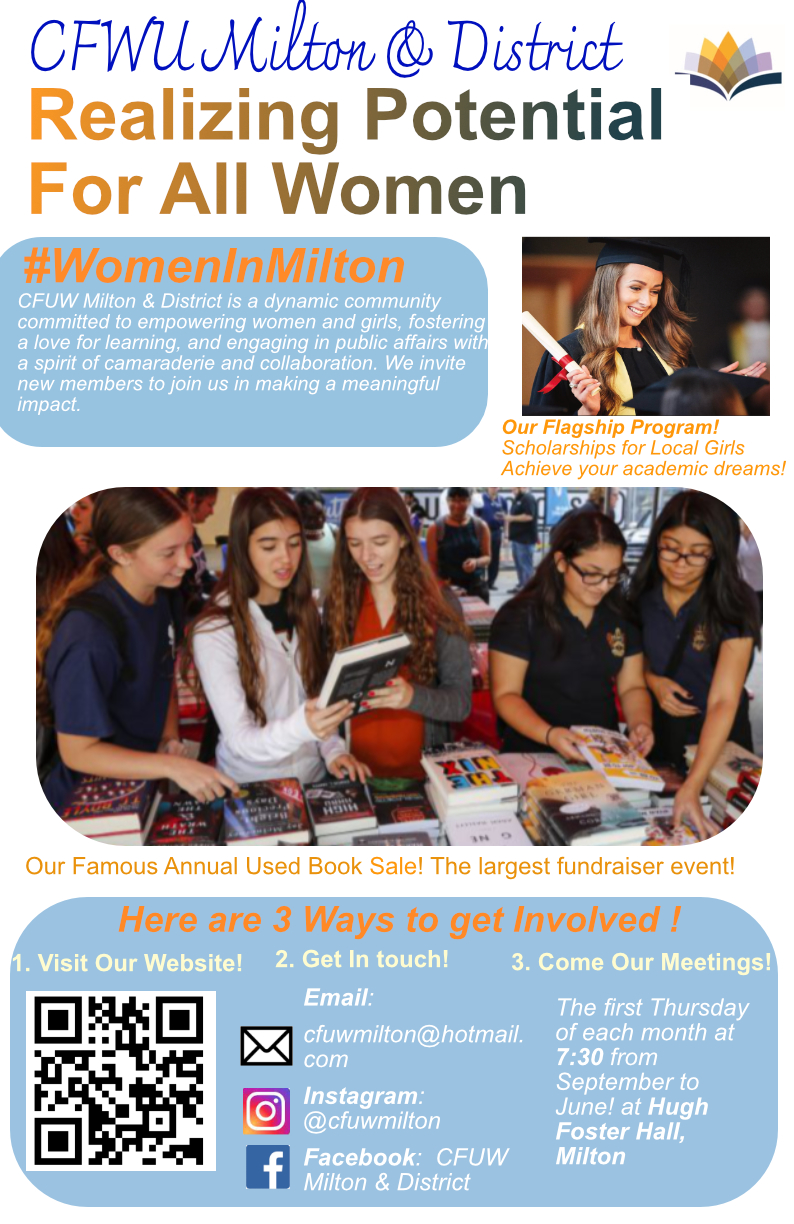 CFWU Milton & District
Realizing Potential
For All Women
#WomenInMilton
CFUW Milton & District is a dynamic community
committed to empowering women and girls, fostering
a love for learning, and engaging in public affairs with
a spirit of camaraderie and collaboration. We invite
new members to join us in making a meaningful
impact.
Our Flagship Program!
Scholarships for Local Girls
Achieve your academic dreams!
HIGH
THE
NIX
WRATH
Our Famous Annual Used Book Sale! The largest fundraiser event!
Here are 3 Ways to get Involved !
1. Visit Our Website!
2. Get In touch!
Email:
cfuwmilton@hotmail.
com
Instagram:
@cfuwmilton
Facebook: CFUW
Milton & District
3. Come Our Meetings!
The first Thursday
of each month at
7:30 from
September to
June! at Hugh
Foster Hall,
Milton